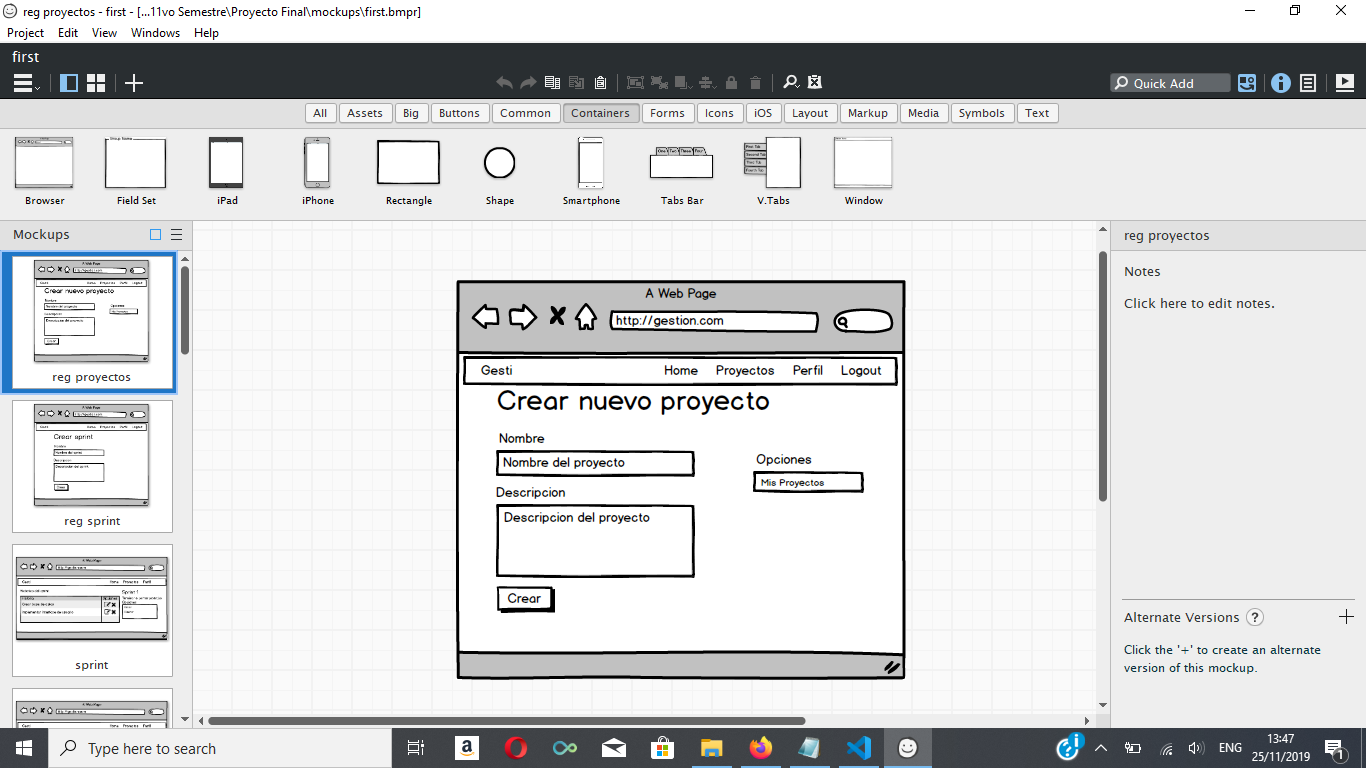 reg proyectos - first - [...11vo Semestre\Proyecto Final\mockups\first.bmpr]
Project Edit View Windows Help
first
Quick Add
All Assets Big Buttons Common Containers Forms Icons iOS Layout Markup Media Symbols Text
Browser Field Set iPad iPhone Rectangle Shape Smartphone Tabs Bar V.Tabs Window
Mockups
reg proyectos
reg sprint
sprint
A Web Page
http://gestion.com
Gesti Home Proyectos Perfil Logout
Crear nuevo proyecto
Nombre
Nombre del proyecto
Opciones
Mis Proyectos
Descripcion
Descripcion del proyecto
Crear
reg proyectos
Notes
Click here to edit notes.
Alternate Versions ?
Click the '+' to create an alternate
version of this mockup.
Type here to search
ENG
13:47
25/11/2019
1